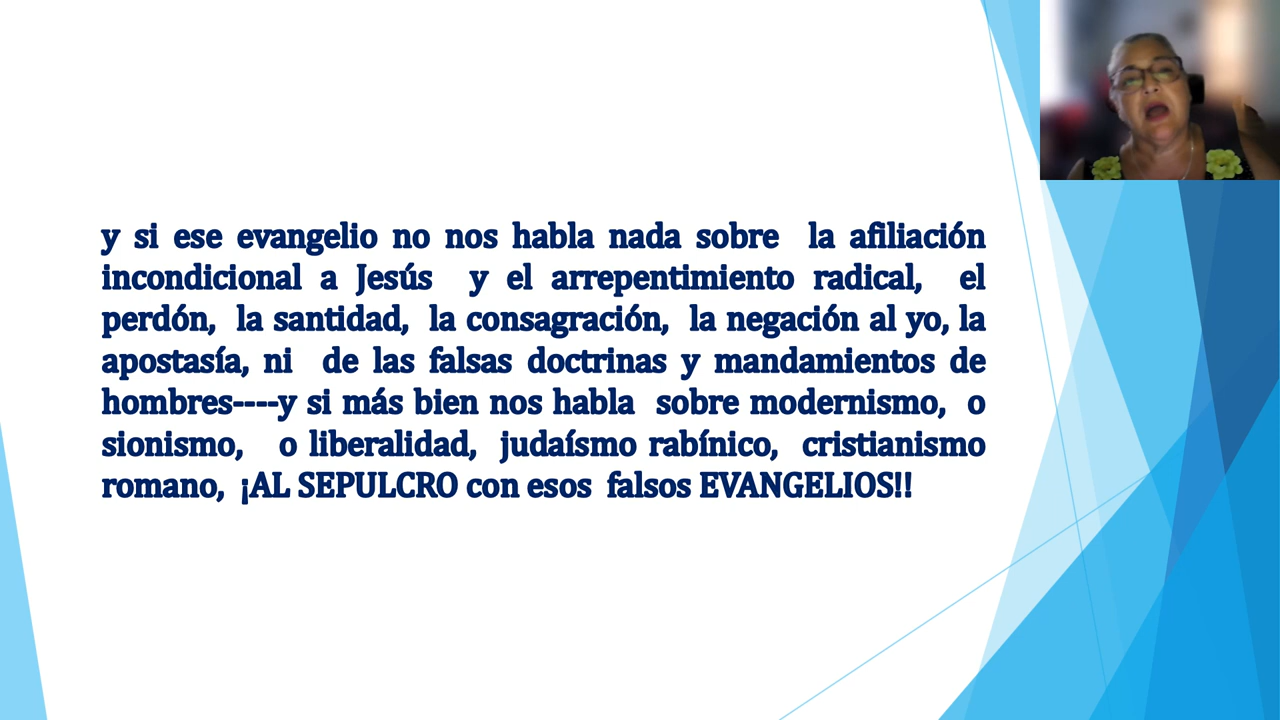 y si ese evangelio no nos habla nada sobre la afiliación
incondicional a Jesús y el arrepentimiento radical, el
perdón, la santidad, la consagración, la negación al yo, la
apostasía, ni de las falsas doctrinas y mandamientos de
hombres----y si más bien nos habla sobre modernismo, o
sionismo, o liberalidad, judaísmo rabínico, cristianismo
romano, ¡AL SEPULCRO con esos falsos EVANGELIOS!!